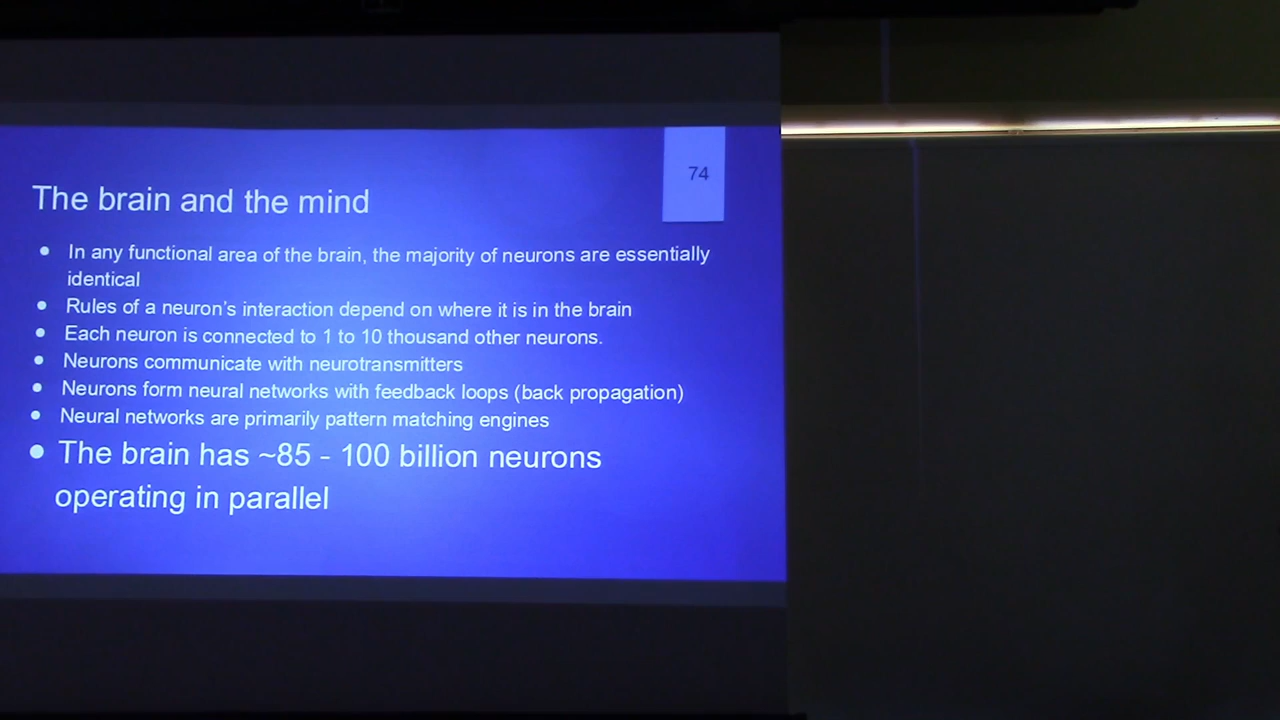 74
The brain and the mind
• In any functional area of the brain, the majority of neurons are essentially
identical
• Rules of a neuron's interaction depend on where it is in the brain
• Each neuron is connected to 1 to 10 thousand other neurons.
• Neurons communicate with neurotransmitters
• Neurons form neural networks with feedback loops (back propagation)
• Neural networks are primarily pattern matching engines
• The brain has ~85 - 100 billion neurons
operating in parallel